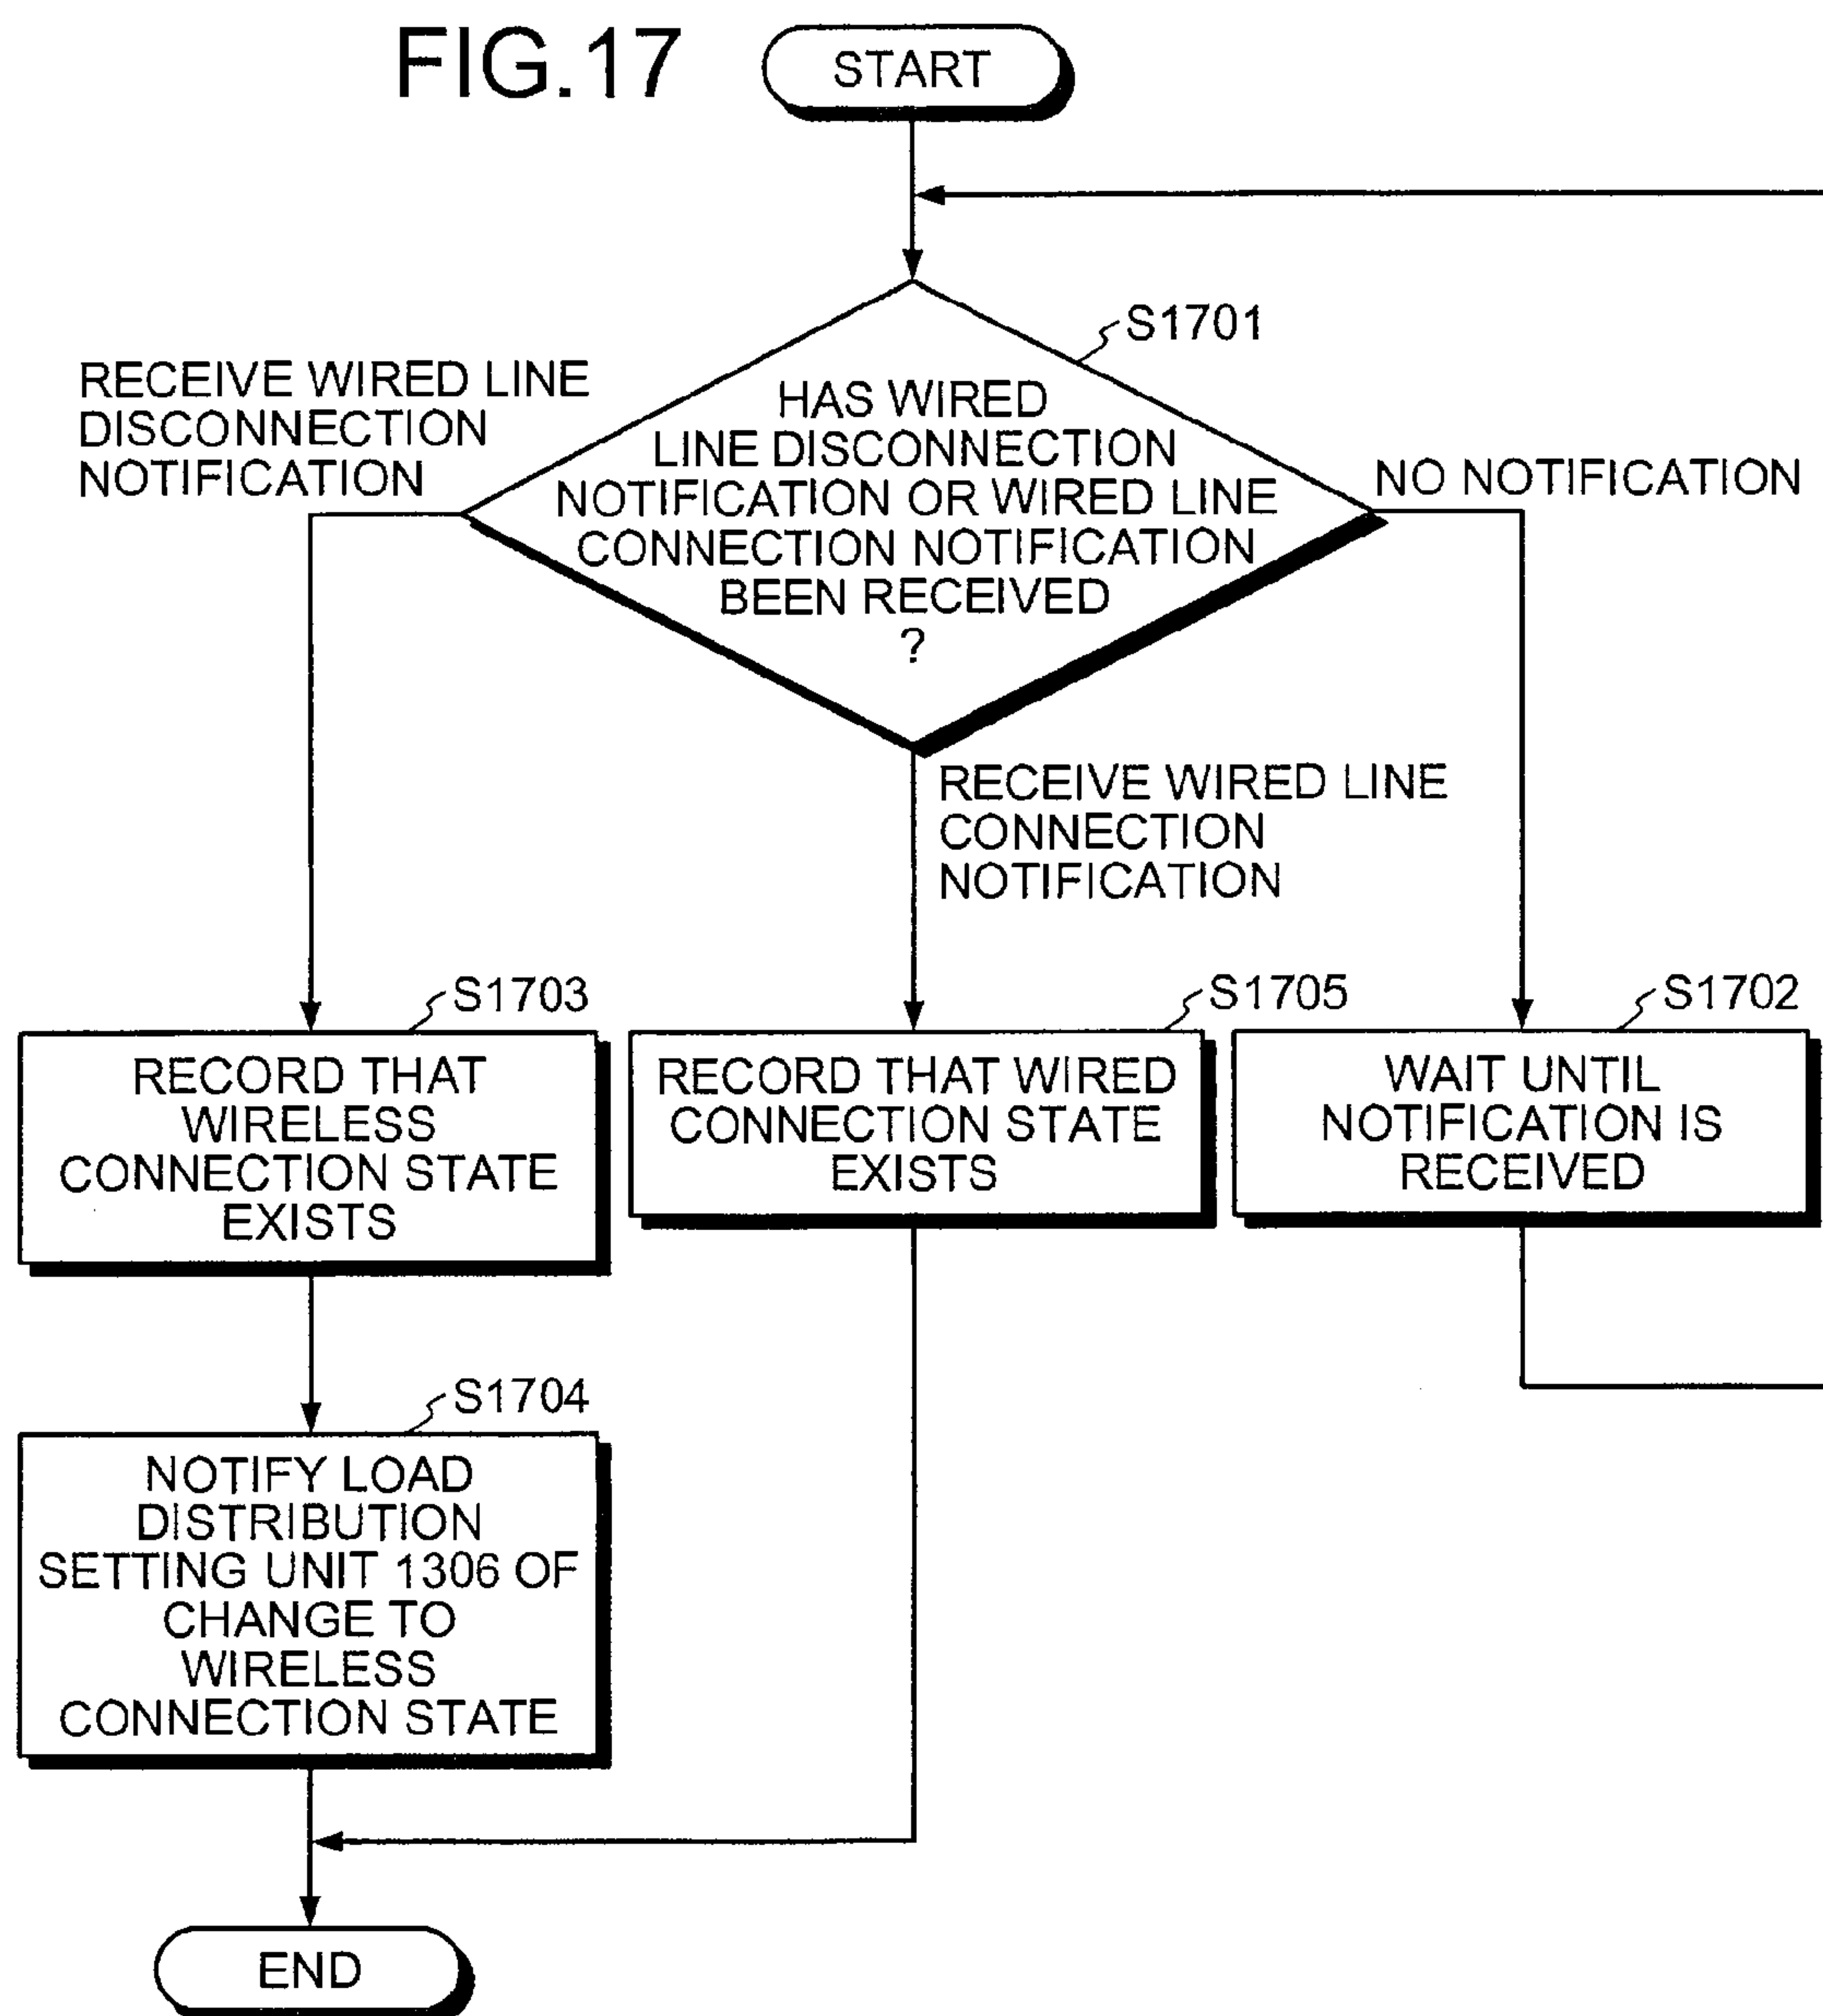 FIG.17
START
S1701
RECEIVE WIRED LINE
DISCONNECTION
NOTIFICATION
HAS WIRED
LINE DISCONNECTION
NOTIFICATION OR WIRED LINE
CONNECTION NOTIFICATION
BEEN RECEIVED
?
NO NOTIFICATION
RECEIVE WIRED LINE
CONNECTION
NOTIFICATION
S1703
RECORD THAT
WIRELESS
CONNECTION STATE
EXISTS
S1705
RECORD THAT WIRED
CONNECTION STATE
EXISTS
S1702
WAIT UNTIL
NOTIFICATION IS
RECEIVED
S1704
NOTIFY LOAD
DISTRIBUTION
SETTING UNIT 1306 OF
CHANGE TO
WIRELESS
CONNECTION STATE
END